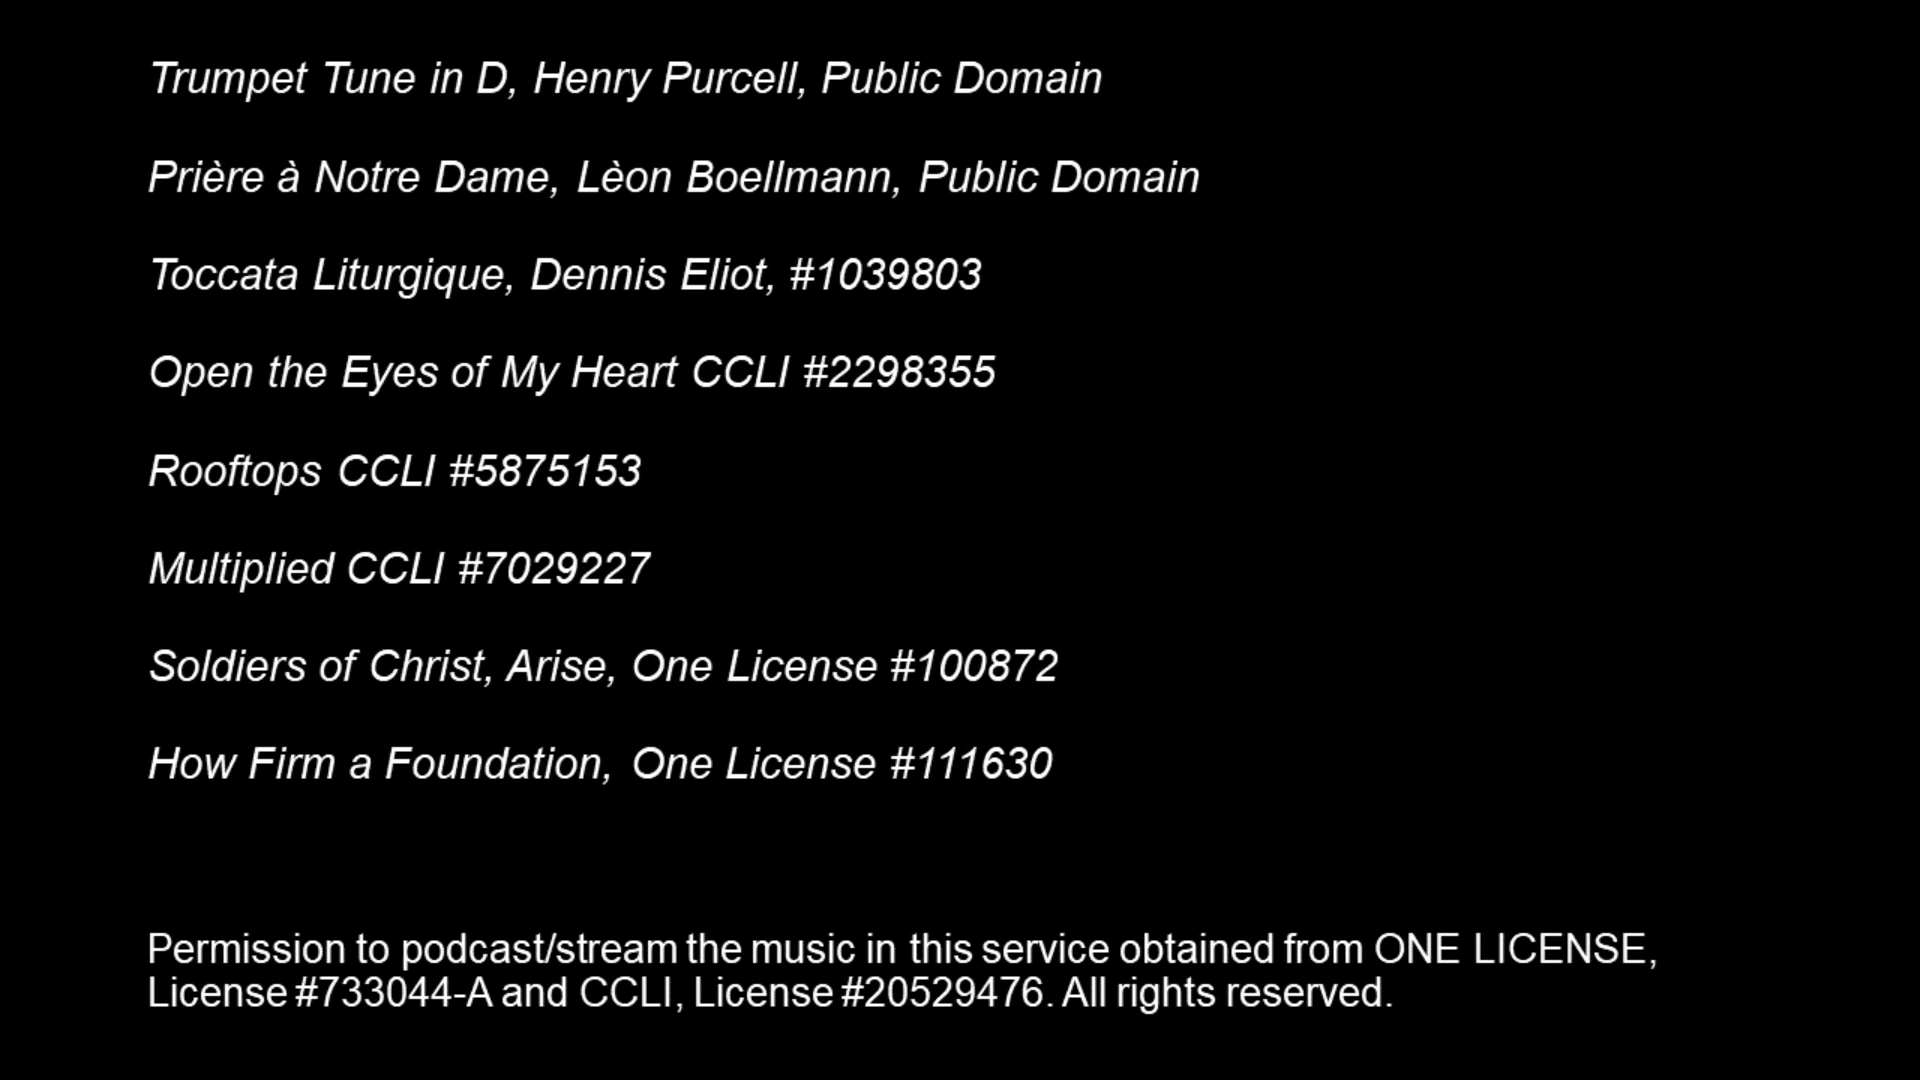 Trumpet Tune in D, Henry Purcell, Public Domain
Prière à Notre Dame, Lèon Boellmann, Public Domain
Toccata Liturgique, Dennis Eliot, #1039803
Open the Eyes of My Heart CCLI #2298355
Rooftops CCLI #5875153
Multiplied CCLI #7029227
Soldiers of Christ, Arise, One License #100872
How Firm a Foundation, One License #111630
Permission to podcast/stream the music in this service obtained from ONE LICENSE,
License #733044-A and CCLI, License #20529476. All rights reserved.